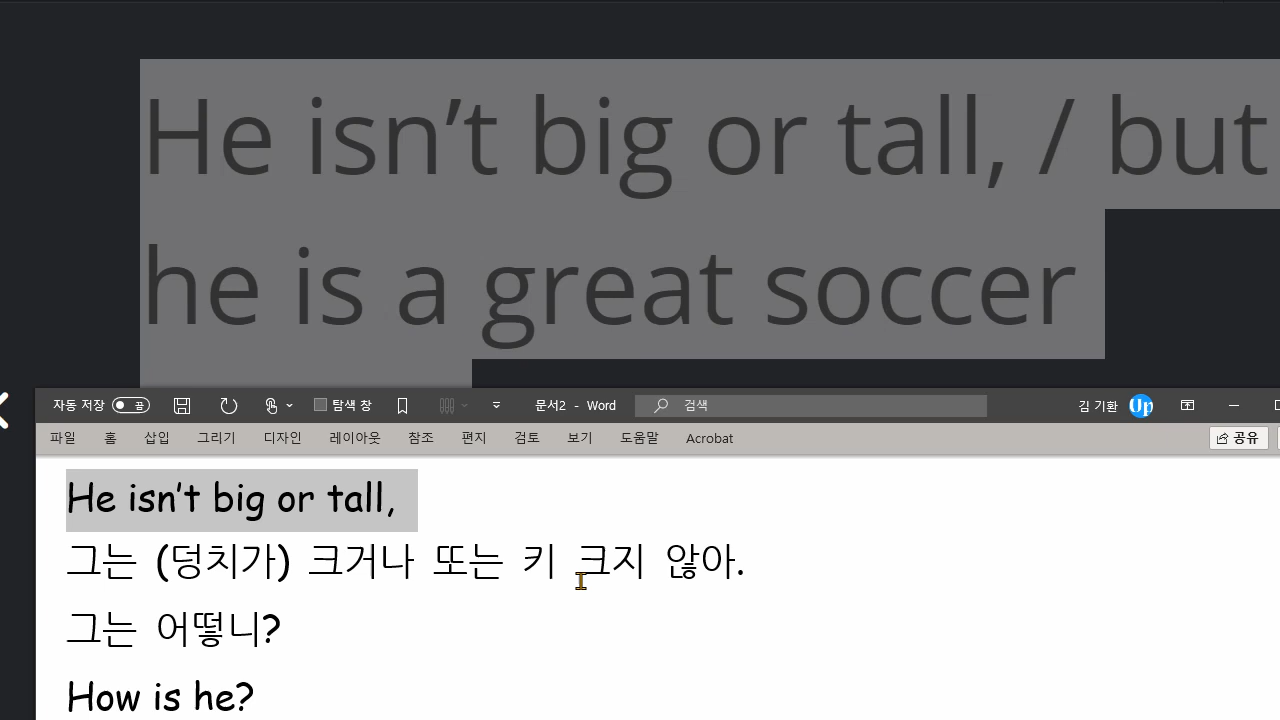 He isn’t big or tall, / but
he is a great soccer
자동 저장 끔 탐색 창 문서2 - Word 검색 김 기환 Up
파일 홈 삽입 그리기 디자인 레이아웃 참조 편지 검토 보기 도움말 Acrobat 공유
He isn’t big or tall,
그는 (덩치가) 크거나 또는 키 크지 않아.
그는 어떻니?
How is he?